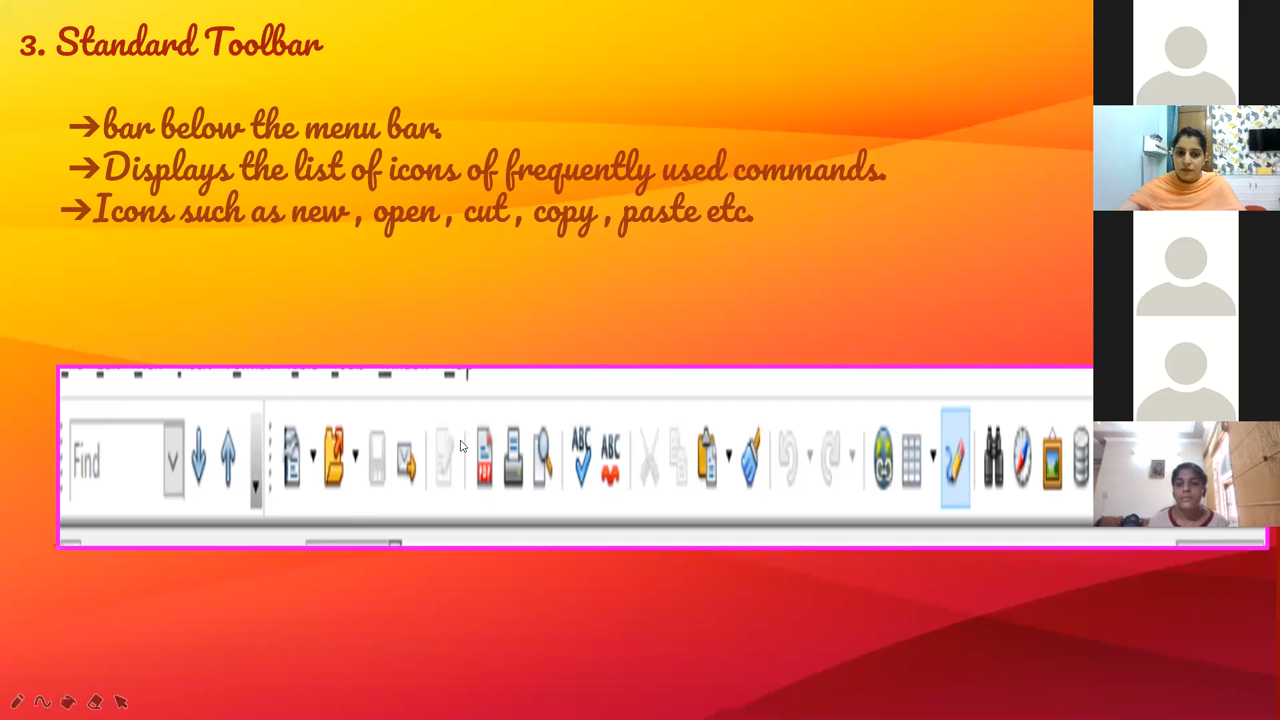 3. Standard Toolbar
➔bar below the menu bar.
➔Displays the list of icons of frequently used commands.
➔Icons such as new , open , cut , copy , paste etc.
Find
PDF
ABC
ABC